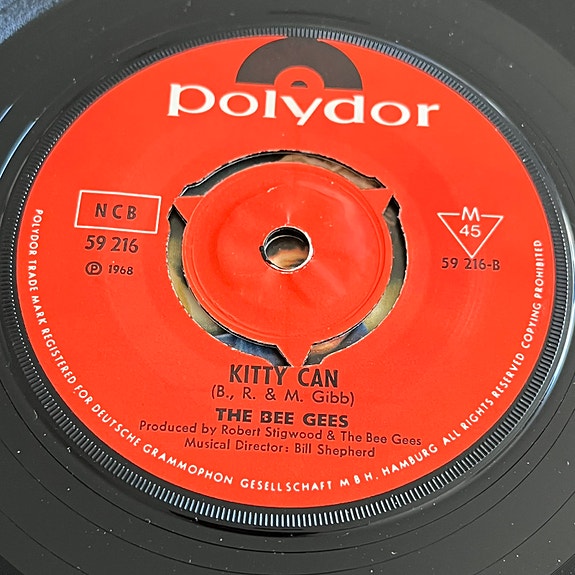 polydor
NCB
59 216
℗ 1968
M
45
59 216-B
KITTY CAN
(B., R. & M. Gibb)
THE BEE GEES
Produced by Robert Stigwood & The Bee Gees
Musical Director: Bill Shepherd
POLYDOR TRADE MARK REGISTERED FOR DEUTSCHE GRAMMOPHON GESELLSCHAFT M B H, HAMBURG ALL RIGHTS RESERVED COPYING PROHIBITED